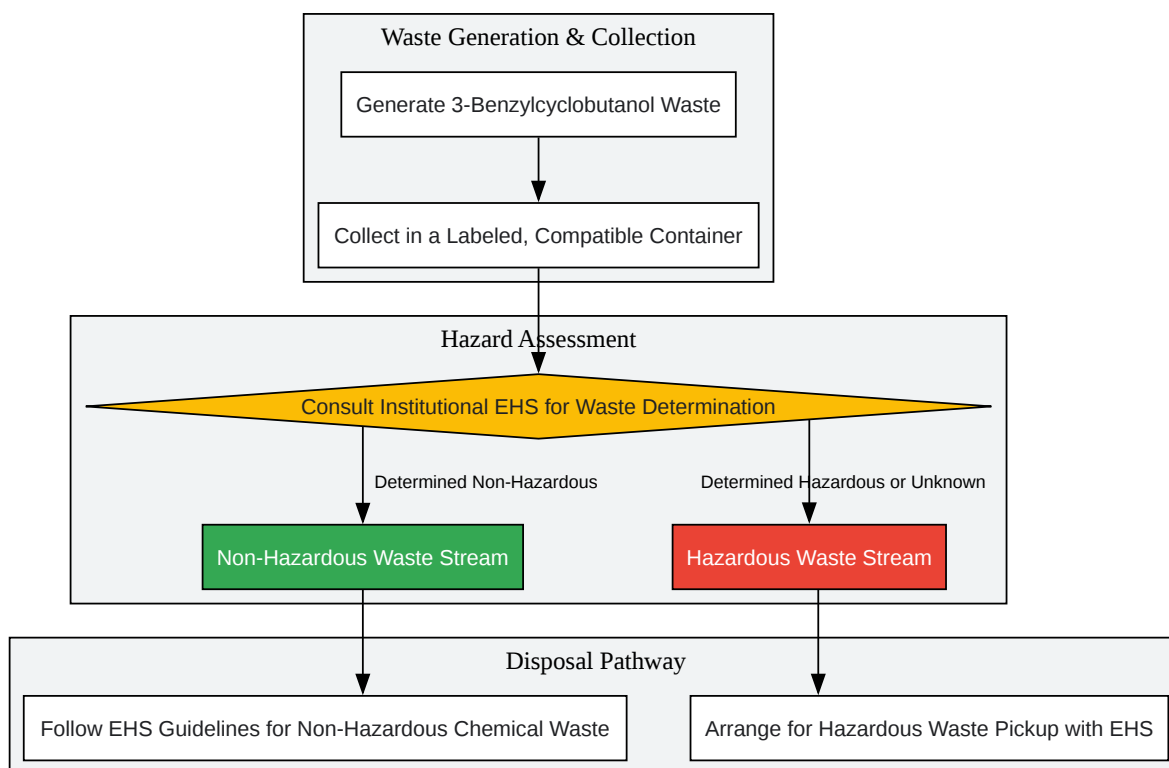 Waste Generation & Collection
Generate 3-Benzylcyclobutanol Waste
Collect in a Labeled, Compatible Container
Hazard Assessment
Consult Institutional EHS for Waste Determination
Determined Non-Hazardous
Determined Hazardous or Unknown
Non-Hazardous Waste Stream
Hazardous Waste Stream
Disposal Pathway
Follow EHS Guidelines for Non-Hazardous Chemical Waste
Arrange for Hazardous Waste Pickup with EHS